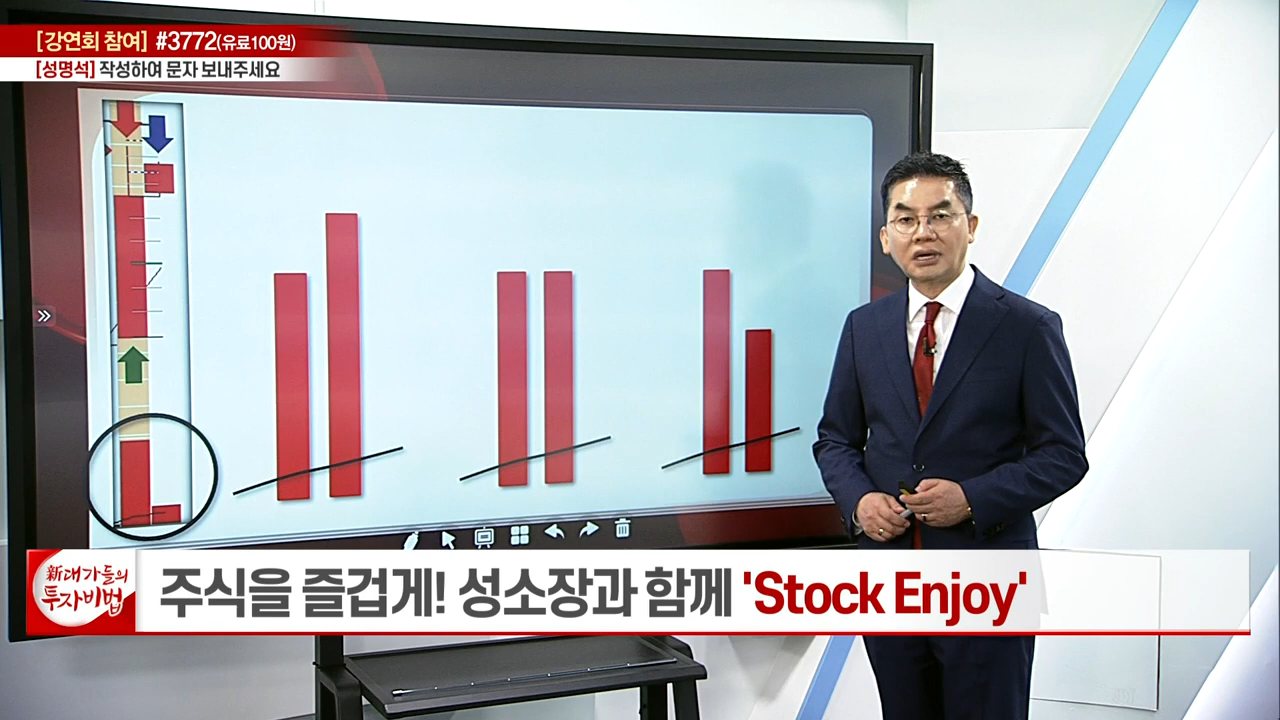 [강연회 참여] #3772(유료100원)
[성명석] 작성하여 문자 보내주세요
新대가들의
투자비법
주식을 즐겁게! 성소장과 함께 'Stock Enjoy'